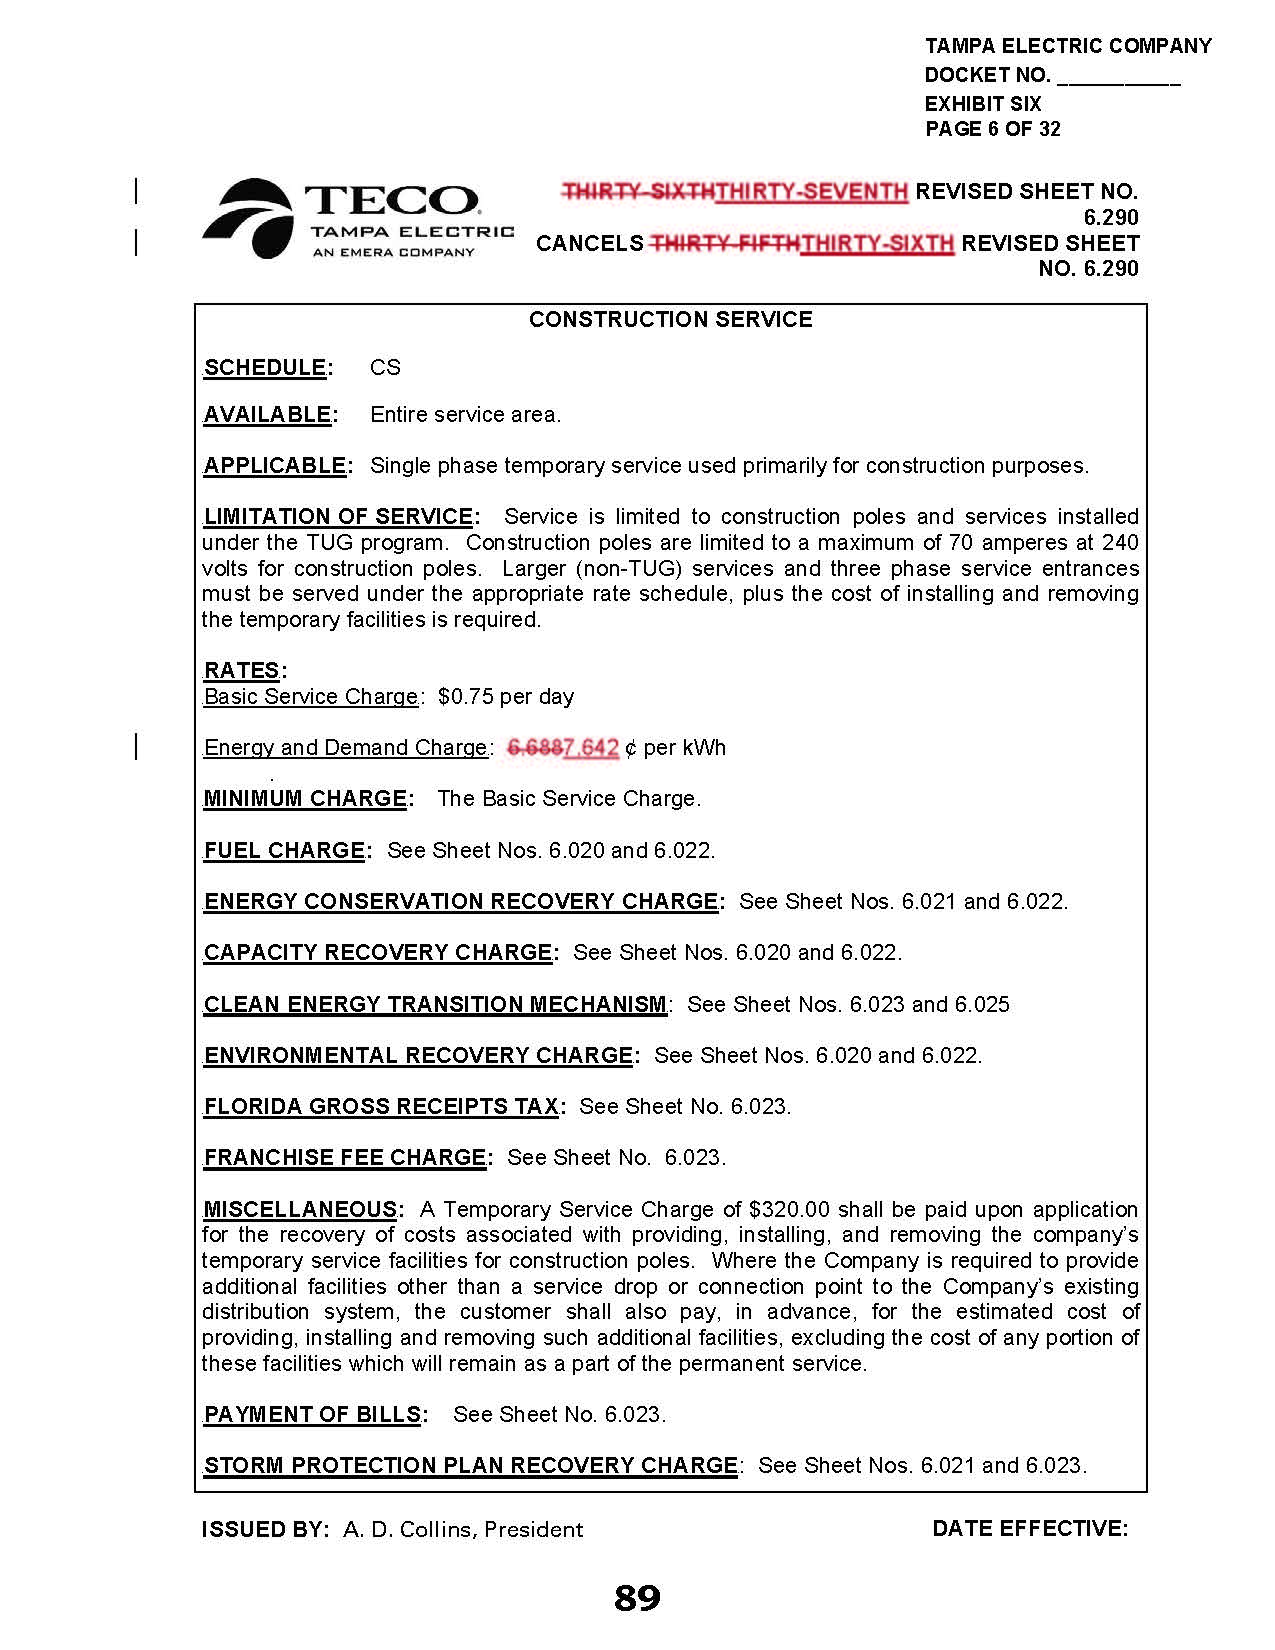 TAMPA ELECTRIC COMPANY
DOCKET NO. ___________
EXHIBIT SIX
PAGE 6 OF 32
TECO
TAMPA ELECTRIC
AN EMERA COMPANY
THIRTY-SIXTHTHIRTY-SEVENTH REVISED SHEET NO.
6.290
CANCELS THIRTY-FIFTHTHIRTY-SIXTH REVISED SHEET
NO. 6.290
CONSTRUCTION SERVICE
SCHEDULE: CS
AVAILABLE: Entire service area.
APPLICABLE: Single phase temporary service used primarily for construction purposes.
LIMITATION OF SERVICE: Service is limited to construction poles and services installed
under the TUG program. Construction poles are limited to a maximum of 70 amperes at 240
volts for construction poles. Larger (non-TUG) services and three phase service entrances
must be served under the appropriate rate schedule, plus the cost of installing and removing
the temporary facilities is required.
RATES:
Basic Service Charge: $0.75 per day
Energy and Demand Charge: 6.6887.642 ¢ per kWh
.
MINIMUM CHARGE: The Basic Service Charge.
FUEL CHARGE: See Sheet Nos. 6.020 and 6.022.
ENERGY CONSERVATION RECOVERY CHARGE: See Sheet Nos. 6.021 and 6.022.
CAPACITY RECOVERY CHARGE: See Sheet Nos. 6.020 and 6.022.
CLEAN ENERGY TRANSITION MECHANISM: See Sheet Nos. 6.023 and 6.025
ENVIRONMENTAL RECOVERY CHARGE: See Sheet Nos. 6.020 and 6.022.
FLORIDA GROSS RECEIPTS TAX: See Sheet No. 6.023.
FRANCHISE FEE CHARGE: See Sheet No. 6.023.
MISCELLANEOUS: A Temporary Service Charge of $320.00 shall be paid upon application
for the recovery of costs associated with providing, installing, and removing the company's
temporary service facilities for construction poles. Where the Company is required to provide
additional facilities other than a service drop or connection point to the Company's existing
distribution system, the customer shall also pay, in advance, for the estimated cost of
providing, installing and removing such additional facilities, excluding the cost of any portion of
these facilities which will remain as a part of the permanent service.
PAYMENT OF BILLS: See Sheet No. 6.023.
STORM PROTECTION PLAN RECOVERY CHARGE: See Sheet Nos. 6.021 and 6.023.
ISSUED BY: A. D. Collins, President DATE EFFECTIVE:
89